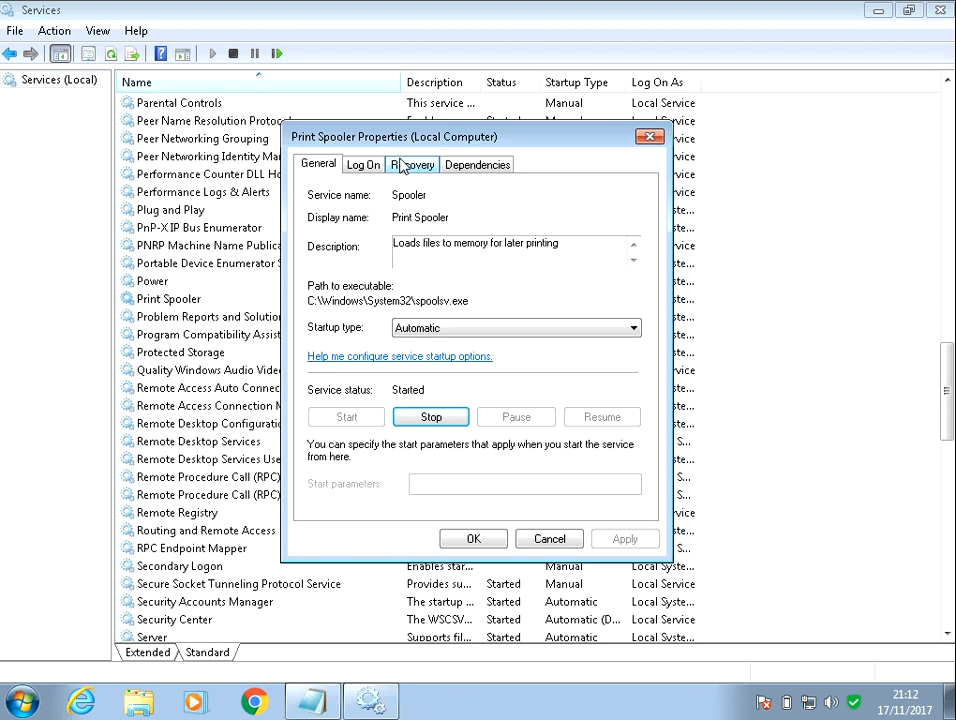 Services
File Action View Help
Services (Local)
Name Description Status Startup Type Log On As
Parental Controls This service ... Manual Local Service
Peer Name Resolution Protoc
Peer Networking Grouping
Peer Networking Identity Man
Performance Counter DLL Ho
Performance Logs & Alerts
Plug and Play
PnP-X IP Bus Enumerator
PNRP Machine Name Publica
Portable Device Enumerator S
Power
Print Spooler
Problem Reports and Solution
Program Compatibility Assist
Protected Storage
Quality Windows Audio Video
Remote Access Auto Connec
Remote Access Connection M
Remote Desktop Configuratio
Remote Desktop Services
Remote Desktop Services Use
Remote Procedure Call (RPC)
Remote Procedure Call (RPC)
Remote Registry
Routing and Remote Access
RPC Endpoint Mapper
Secondary Logon Enables star... Manual Local Syste...
Secure Socket Tunneling Protocol Service Provides su... Started Manual Local Service
Security Accounts Manager The startup ... Started Automatic Local Syste...
Security Center The WSCSV... Started Automatic (D... Local Service
Server Supports fil... Started Automatic Local Syste...
Extended Standard
Print Spooler Properties (Local Computer)
General Log On Recovery Dependencies
Service name: Spooler
Display name: Print Spooler
Description: Loads files to memory for later printing
Path to executable:
C:\Windows\System32\spoolsv.exe
Startup type: Automatic
Help me configure service startup options.
Service status: Started
Start Stop Pause Resume
You can specify the start parameters that apply when you start the service
from here.
Start parameters:
OK Cancel Apply
21:12
17/11/2017